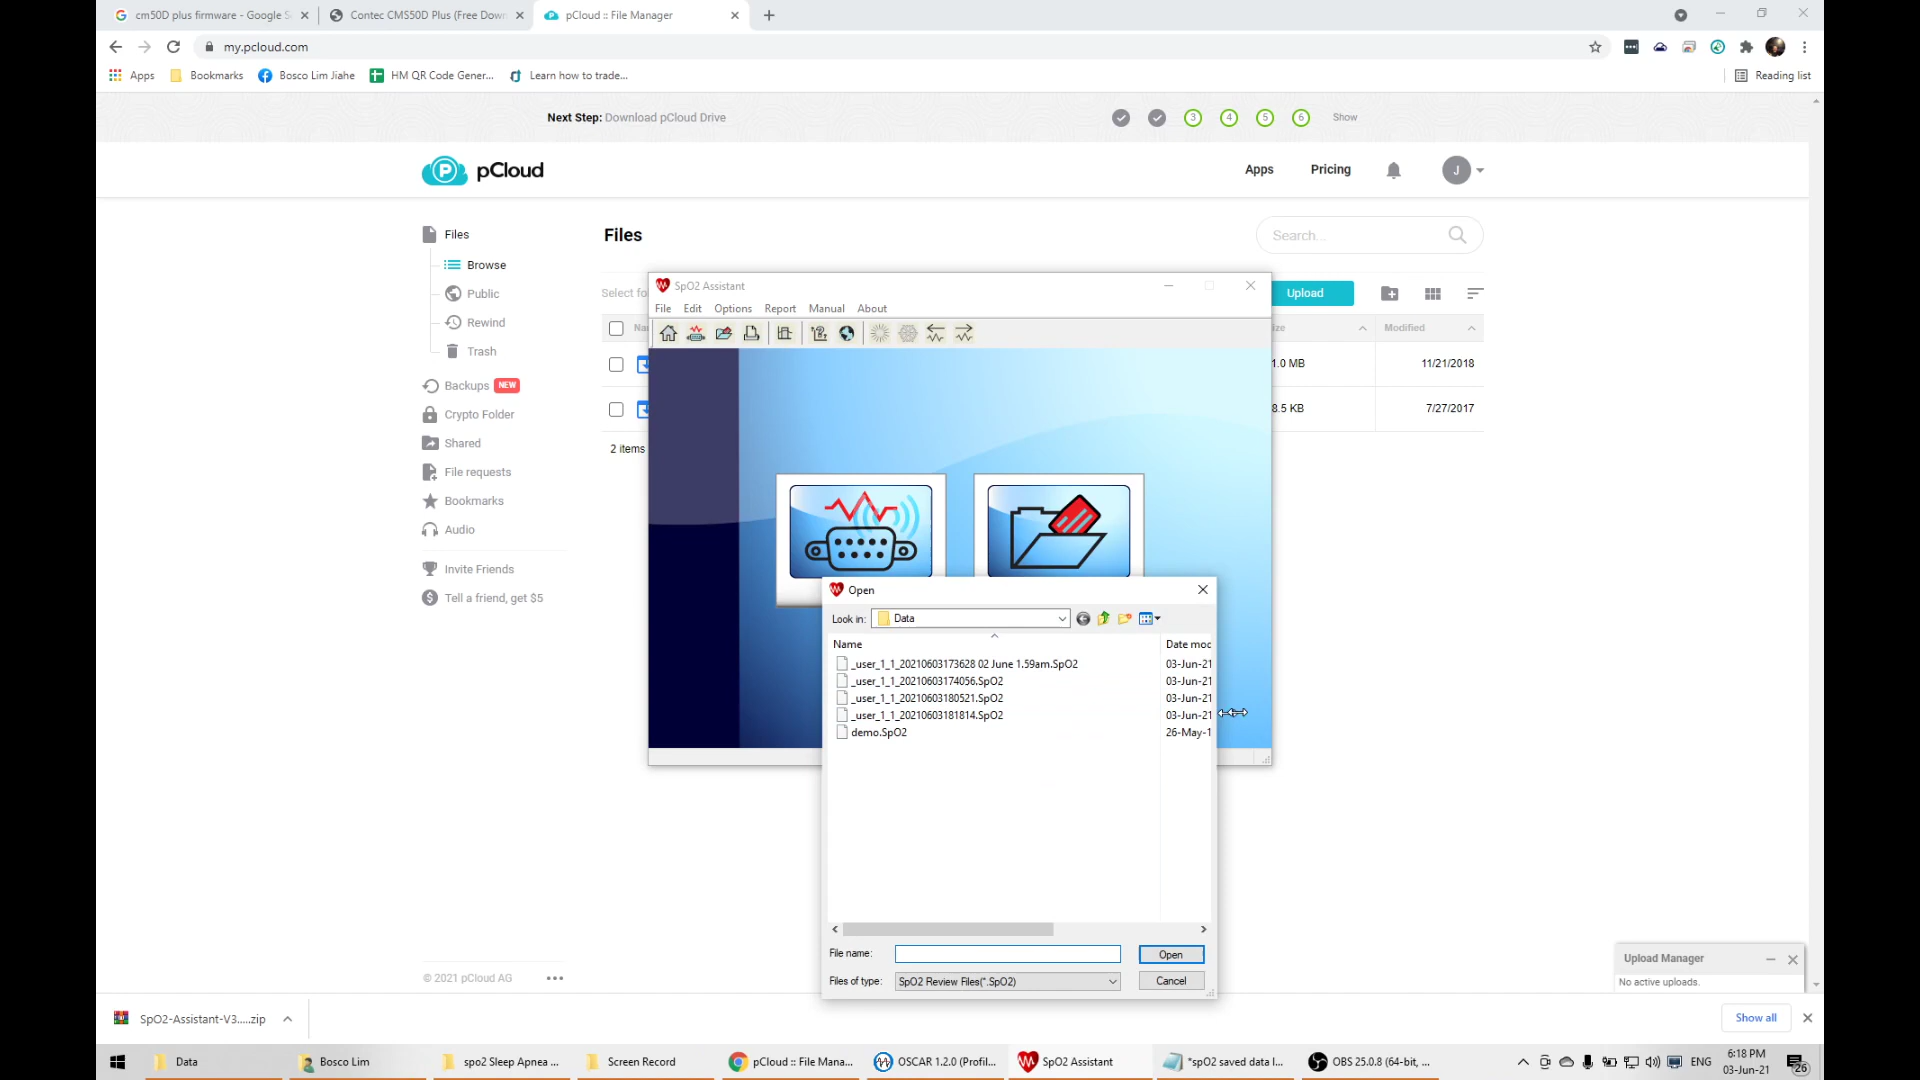 cm50D plus firmware - Google S
Contec CMS50D Plus (Free Down
pCloud :: File Manager
my.pcloud.com
Apps
Bookmarks
Bosco Lim Jiahe
HM QR Code Gener...
Learn how to trade...
Reading list
Next Step: Download pCloud Drive
3
4
5
6
Show
pCloud
Apps
Pricing
J
Files
Browse
Public
Rewind
Trash
Backups NEW
Crypto Folder
Shared
File requests
Bookmarks
Audio
Invite Friends
Tell a friend, get $5
© 2021 pCloud AG
Files
Search...
Select fo
Upload
Na
ize
Modified
1.0 MB
11/21/2018
8.5 KB
7/27/2017
2 items
SpO2 Assistant
File Edit Options Report Manual About
Open
Look in:
Data
Name
Date moc
_user_1_1_20210603173628 02 June 1.59am.SpO2
03-Jun-21
_user_1_1_20210603174056.SpO2
03-Jun-21
_user_1_1_20210603180521.SpO2
03-Jun-21
_user_1_1_20210603181814.SpO2
03-Jun-21
demo.SpO2
26-May-1
File name:
Open
Files of type:
SpO2 Review Files(*.SpO2)
Cancel
Upload Manager
No active uploads.
SpO2-Assistant-V3.....zip
Show all
Data
Bosco Lim
spo2 Sleep Apnea ...
Screen Record
pCloud :: File Mana...
OSCAR 1.2.0 (Profil...
SpO2 Assistant
*spO2 saved data l...
OBS 25.0.8 (64-bit, ...
ENG
6:18 PM
03-Jun-21
26